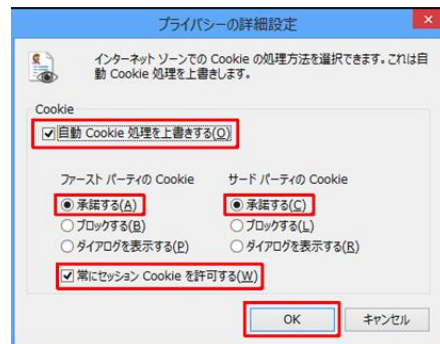 プライバシーの詳細設定
インターネット ゾーンでの Cookie の処理方法を選択できます。これは自
動 Cookie 処理を上書きします。
Cookie
自動 Cookie 処理を上書きする(O)
ファースト パーティの Cookie サード パーティの Cookie
承諾する(A) 承諾する(C)
ブロックする(B) ブロックする(L)
ダイアログを表示する(P) ダイアログを表示する(R)
常にセッション Cookie を許可する(W)
OK キャンセル